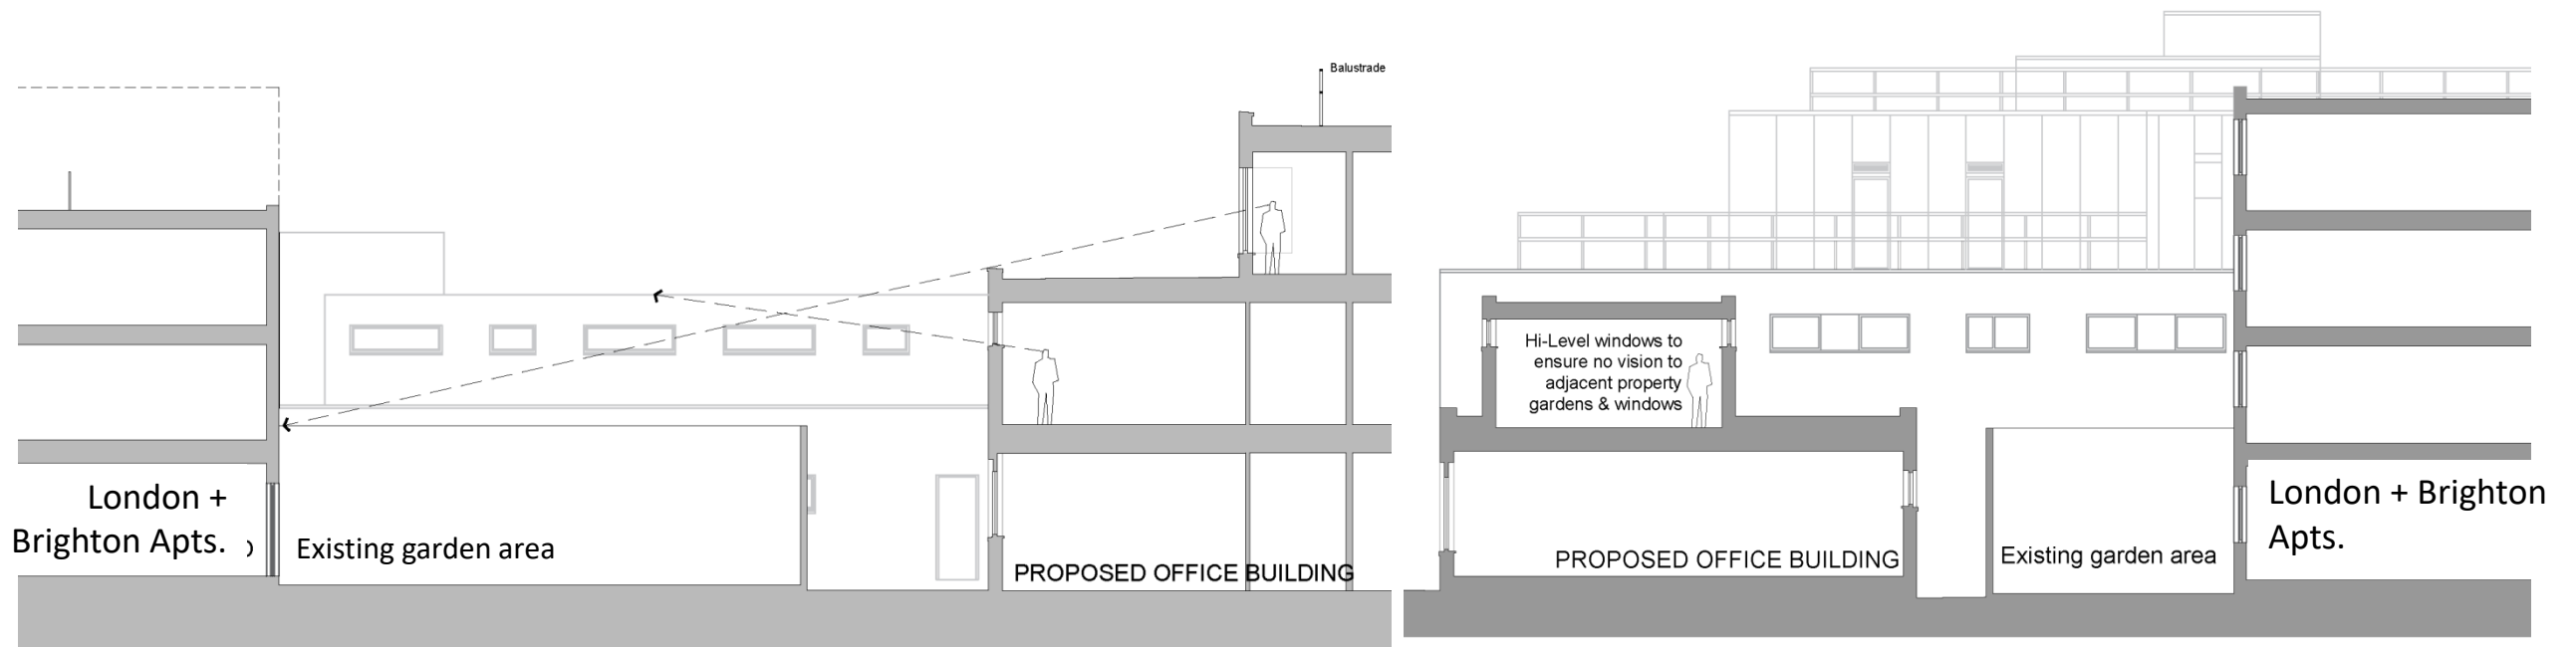 Balustrade
London +
Brighton Apts.
Existing garden area
PROPOSED OFFICE BUILDING
Hi-Level windows to
ensure no vision to
adjacent property
gardens & windows
PROPOSED OFFICE BUILDING
Existing garden area
London + Brighton
Apts.